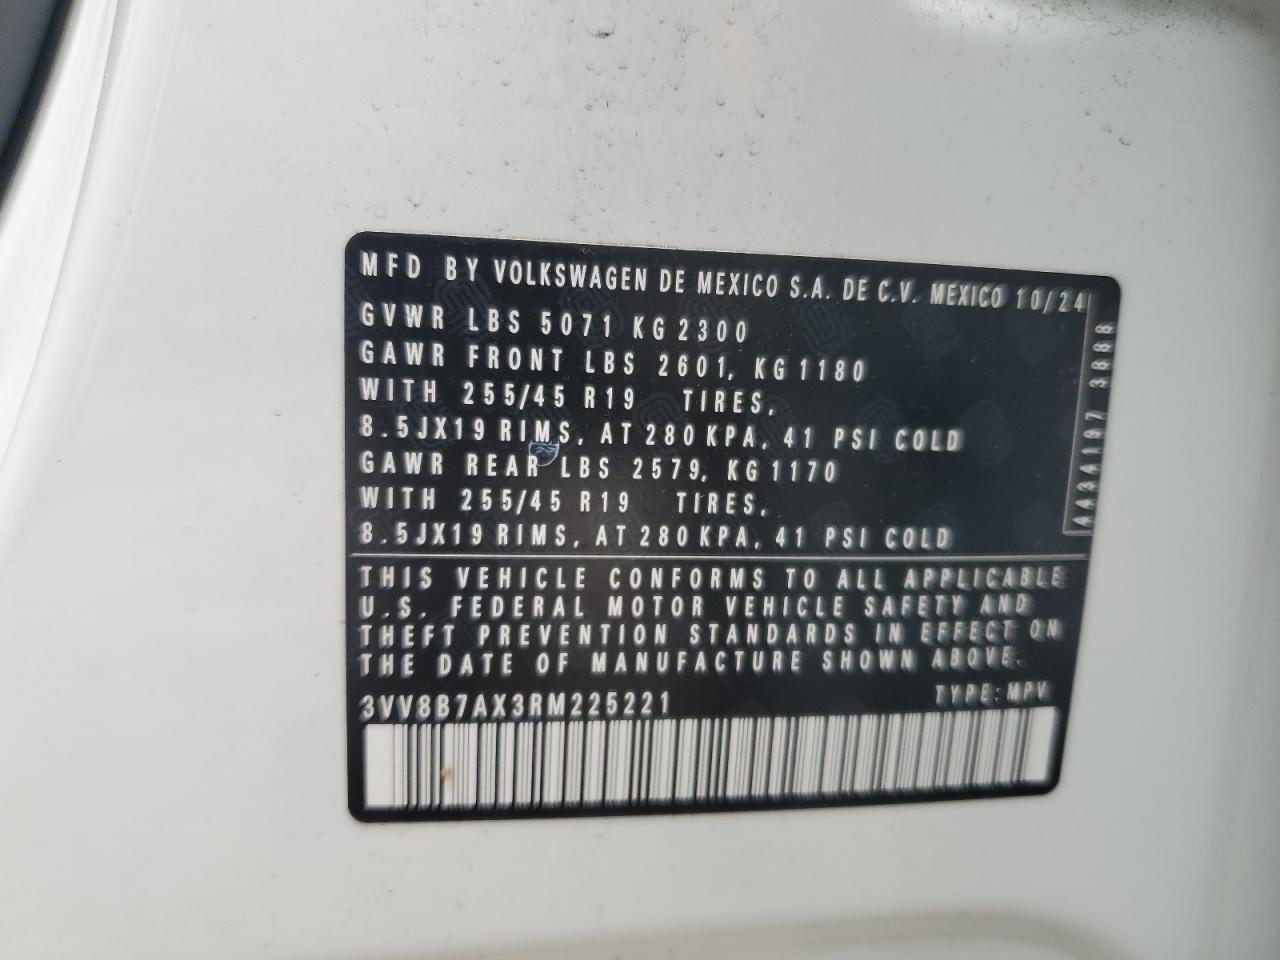 MFD BY VOLKSWAGEN DE MEXICO S.A. DE C.V. MEXICO 10/24
GVWR LBS 5071 KG 2300
GAWR FRONT LBS 2601, KG 1180
WITH 255/45 R19 TIRES,
8.5JX19 RIMS, AT 280 KPA, 41 PSI COLD
GAWR REAR LBS 2579, KG 1170
WITH 255/45 R19 TIRES,
8.5JX19 RIMS, AT 280 KPA, 41 PSI COLD
THIS VEHICLE CONFORMS TO ALL APPLICABLE
U.S. FEDERAL MOTOR VEHICLE SAFETY AND
THEFT PREVENTION STANDARDS IN EFFECT ON
THE DATE OF MANUFACTURE SHOWN ABOVE.
3VV8B7AX3RM225221 TYPE: MPV